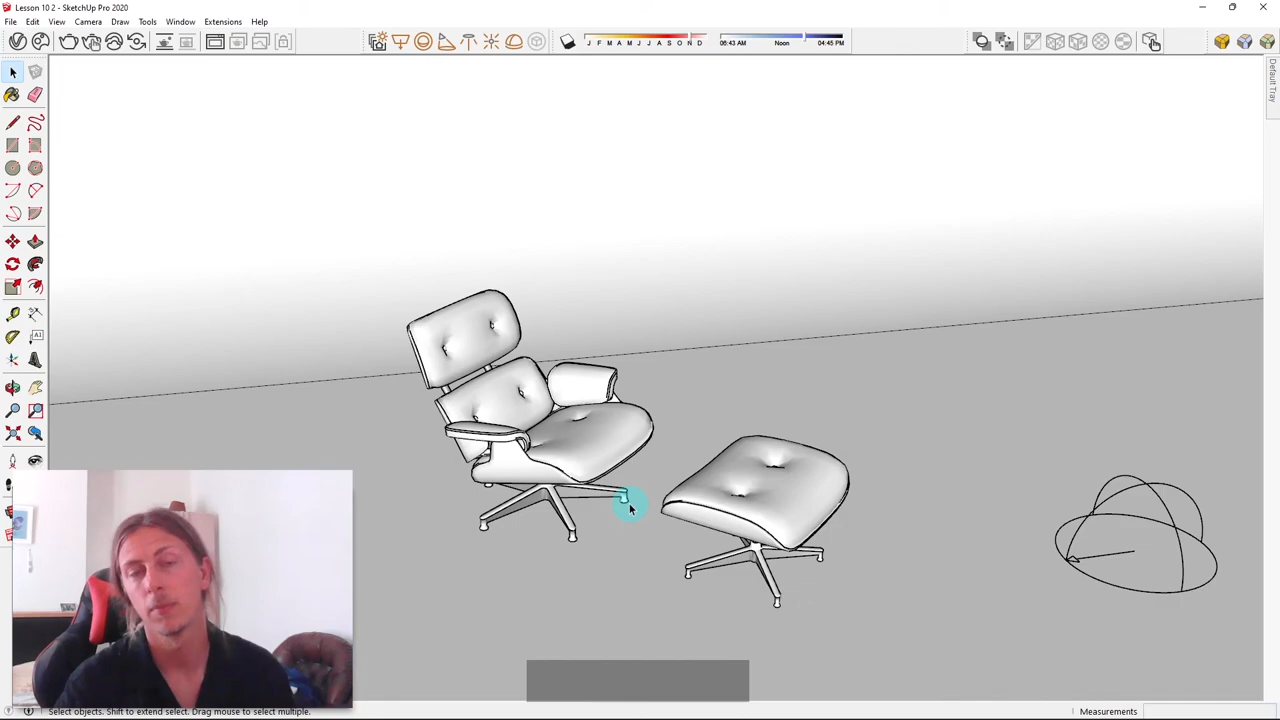 Lesson 10 2 - SketchUp Pro 2020
File Edit View Camera Draw Tools Window Extensions Help
J F M A M J J A S O N D
06:43 AM Noon 04:45 PM
Default Tray
AI
Select objects. Shift to extend select. Drag mouse to select multiple.
Measurements